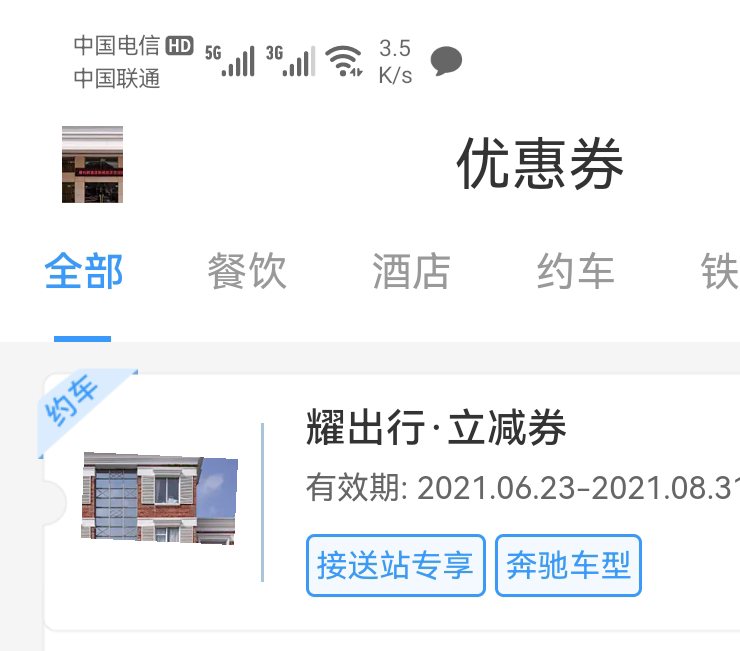 中国电信 HD 5G 3G 3.5
中国联通 K/s
优惠券
全部 餐饮 酒店 约车 铁
约车
耀出行·立减券
有效期: 2021.06.23-2021.08.31
接送站专享 奔驰车型